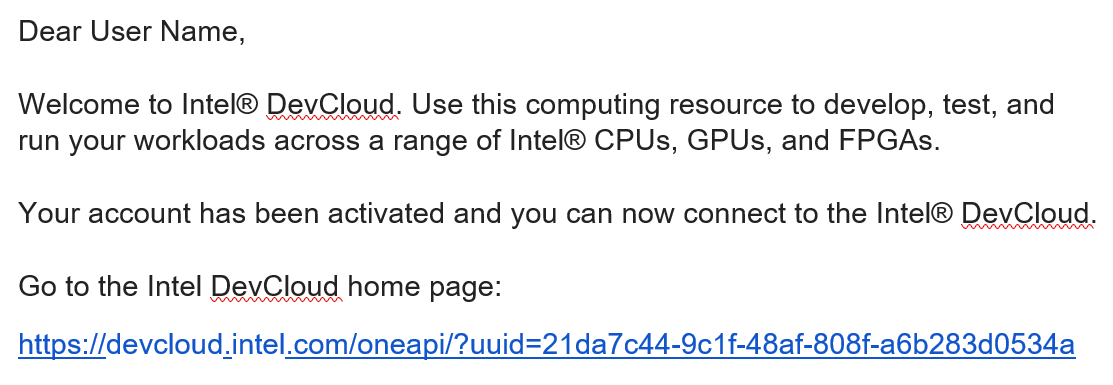 Dear User Name,
Welcome to Intel® DevCloud. Use this computing resource to develop, test, and
run your workloads across a range of Intel® CPUs, GPUs, and FPGAs.
Your account has been activated and you can now connect to the Intel® DevCloud.
Go to the Intel DevCloud home page:
https://devcloud.intel.com/oneapi/?uuid=21da7c44-9c1f-48af-808f-a6b283d0534a